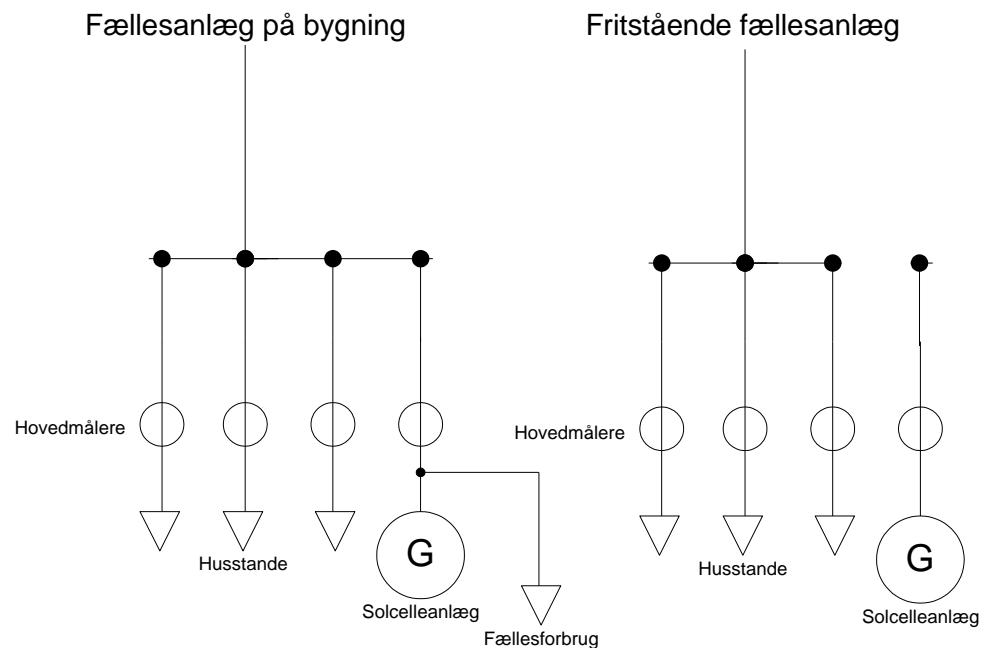 Fællesanlæg på bygning
Fritstående fællesanlæg
Hovedmålere
Husstande
G
Solcelleanlæg
Fællesforbrug
Hovedmålere
Husstande
G
Solcelleanlæg